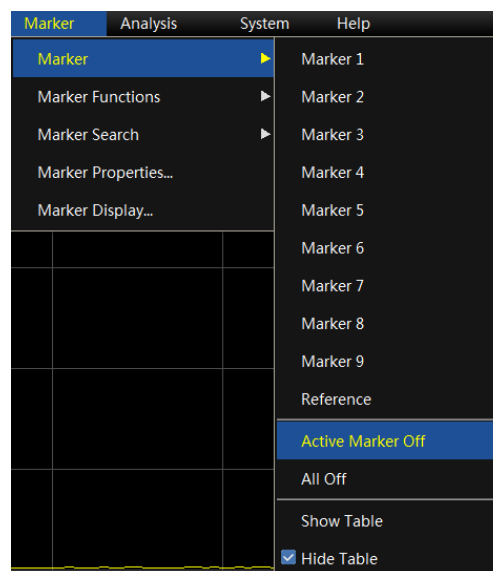 Marker Analysis System Help
Marker
Marker Functions
Marker Search
Marker Properties...
Marker Display...
Marker 1
Marker 2
Marker 3
Marker 4
Marker 5
Marker 6
Marker 7
Marker 8
Marker 9
Reference
Active Marker Off
All Off
Show Table
Hide Table